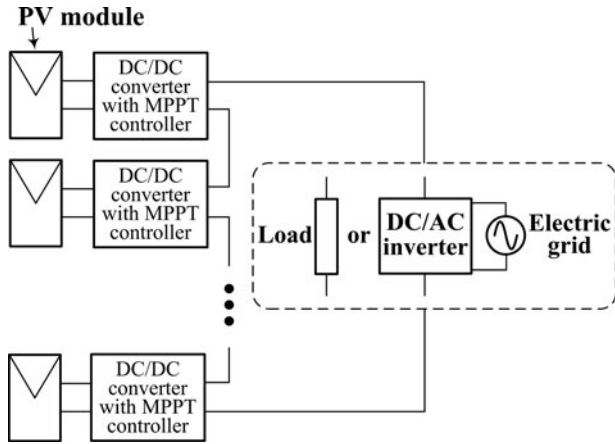 PV module
DC/DC
converter
with MPPT
controller
DC/DC
converter
with MPPT
controller
Load or
DC/AC
inverter
Electric
grid
DC/DC
converter
with MPPT
controller